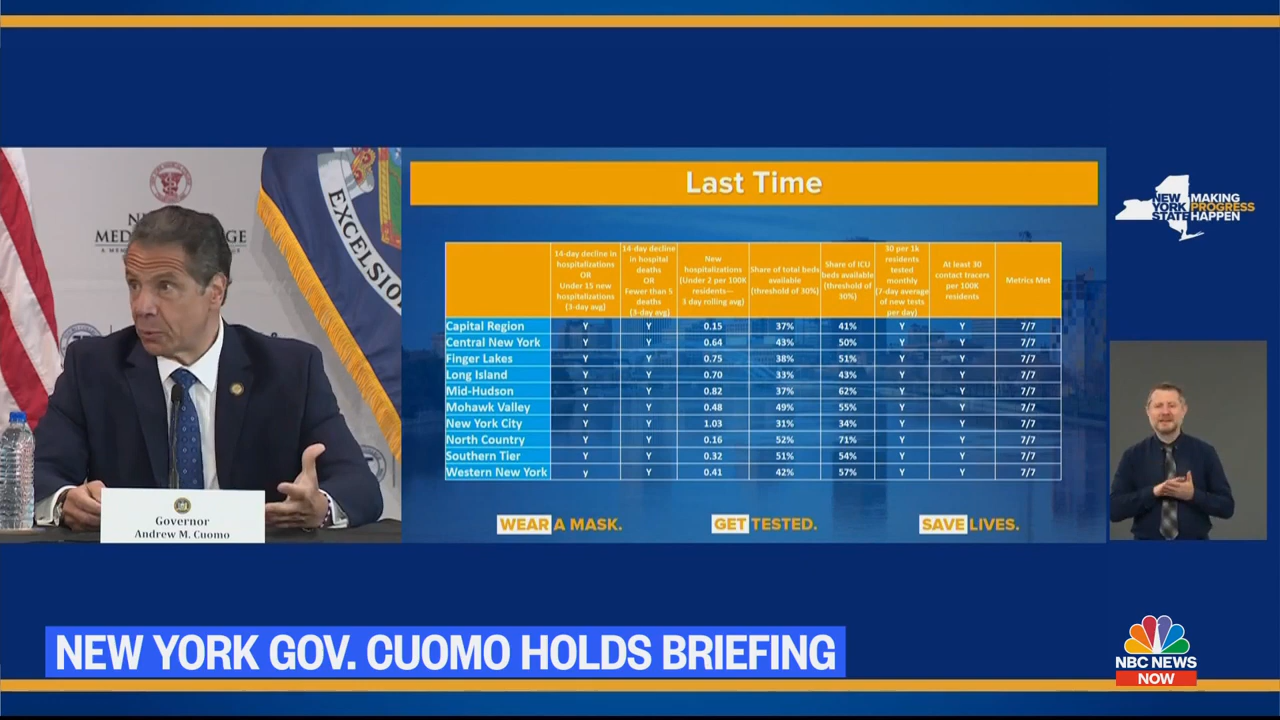 EXCELSIO
Governor
Andrew M. Cuomo
Last Time
14-day decline in
hospitalizations
OR
Under 15 new
hospitalizations
(3-day avg)
14-day decline
in hospital
deaths
OR
Fewer than 5
deaths
(3-day avg)
New
hospitalizations
(Under 2 per 100K
residents—
3 day rolling avg)
Share of total beds
available
(threshold of 30%)
Share of ICU
beds available
(threshold of
30%)
30 per 1k
residents
tested
monthly
(7-day average
of new tests
per day)
At least 30
contact tracers
per 100K
residents
Metrics Met
Capital Region Y Y 0.15 37% 41% Y Y 7/7
Central New York Y Y 0.64 43% 50% Y Y 7/7
Finger Lakes Y Y 0.75 38% 51% Y Y 7/7
Long Island Y Y 0.70 33% 43% Y Y 7/7
Mid-Hudson Y Y 0.82 37% 62% Y Y 7/7
Mohawk Valley Y Y 0.48 49% 55% Y Y 7/7
New York City Y Y 1.03 31% 34% Y Y 7/7
North Country Y Y 0.16 52% 71% Y Y 7/7
Southern Tier Y Y 0.32 51% 54% Y Y 7/7
Western New York y Y 0.41 42% 57% Y Y 7/7
WEAR A MASK. GET TESTED. SAVE LIVES.
NEW
YORK
STATE
MAKING
PROGRESS
HAPPEN
NEW YORK GOV. CUOMO HOLDS BRIEFING
NBC NEWS
NOW